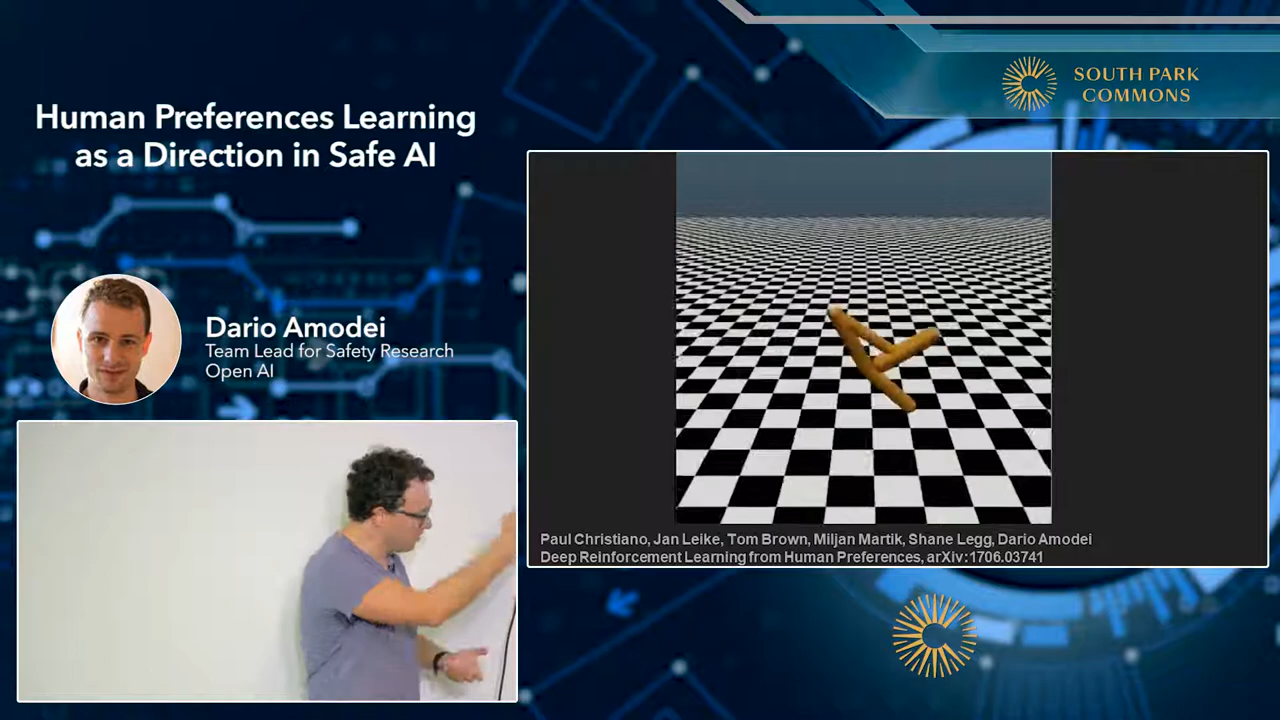 Human Preferences Learning
as a Direction in Safe AI
SOUTH PARK
COMMONS
Dario Amodei
Team Lead for Safety Research
Open AI
Paul Christiano, Jan Leike, Tom Brown, Miljan Martik, Shane Legg, Dario Amodei
Deep Reinforcement Learning from Human Preferences, arXiv:1706.03741